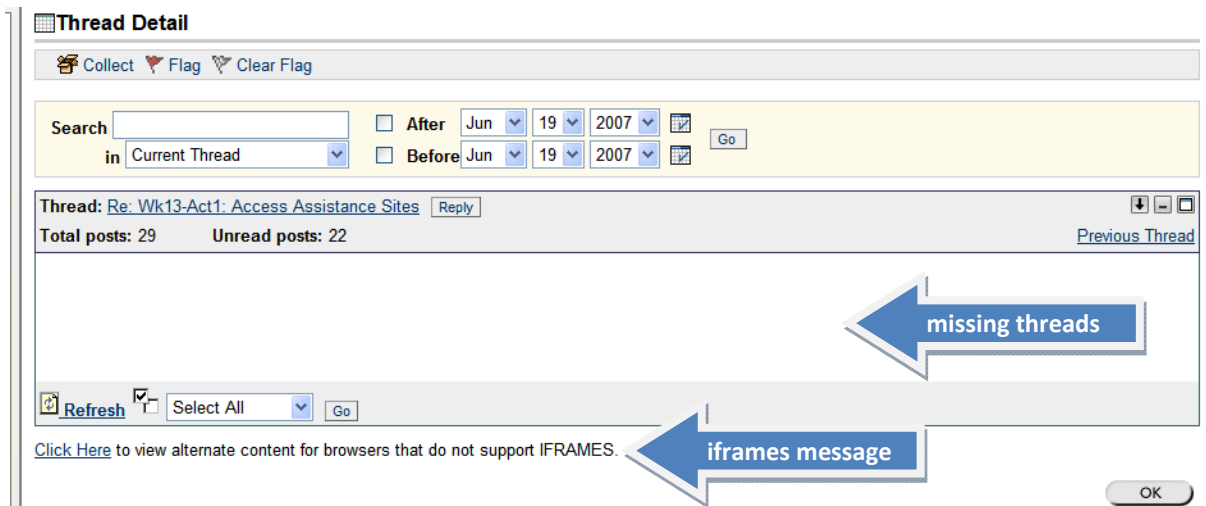 Thread Detail
Collect Flag Clear Flag
Search After Jun 19 2007 Go
in Current Thread Before Jun 19 2007
Thread: Re: Wk13-Act1: Access Assistance Sites Reply
Total posts: 29 Unread posts: 22 Previous Thread
missing threads
Refresh Select All Go
Click Here to view alternate content for browsers that do not support IFRAMES.
iframes message
OK